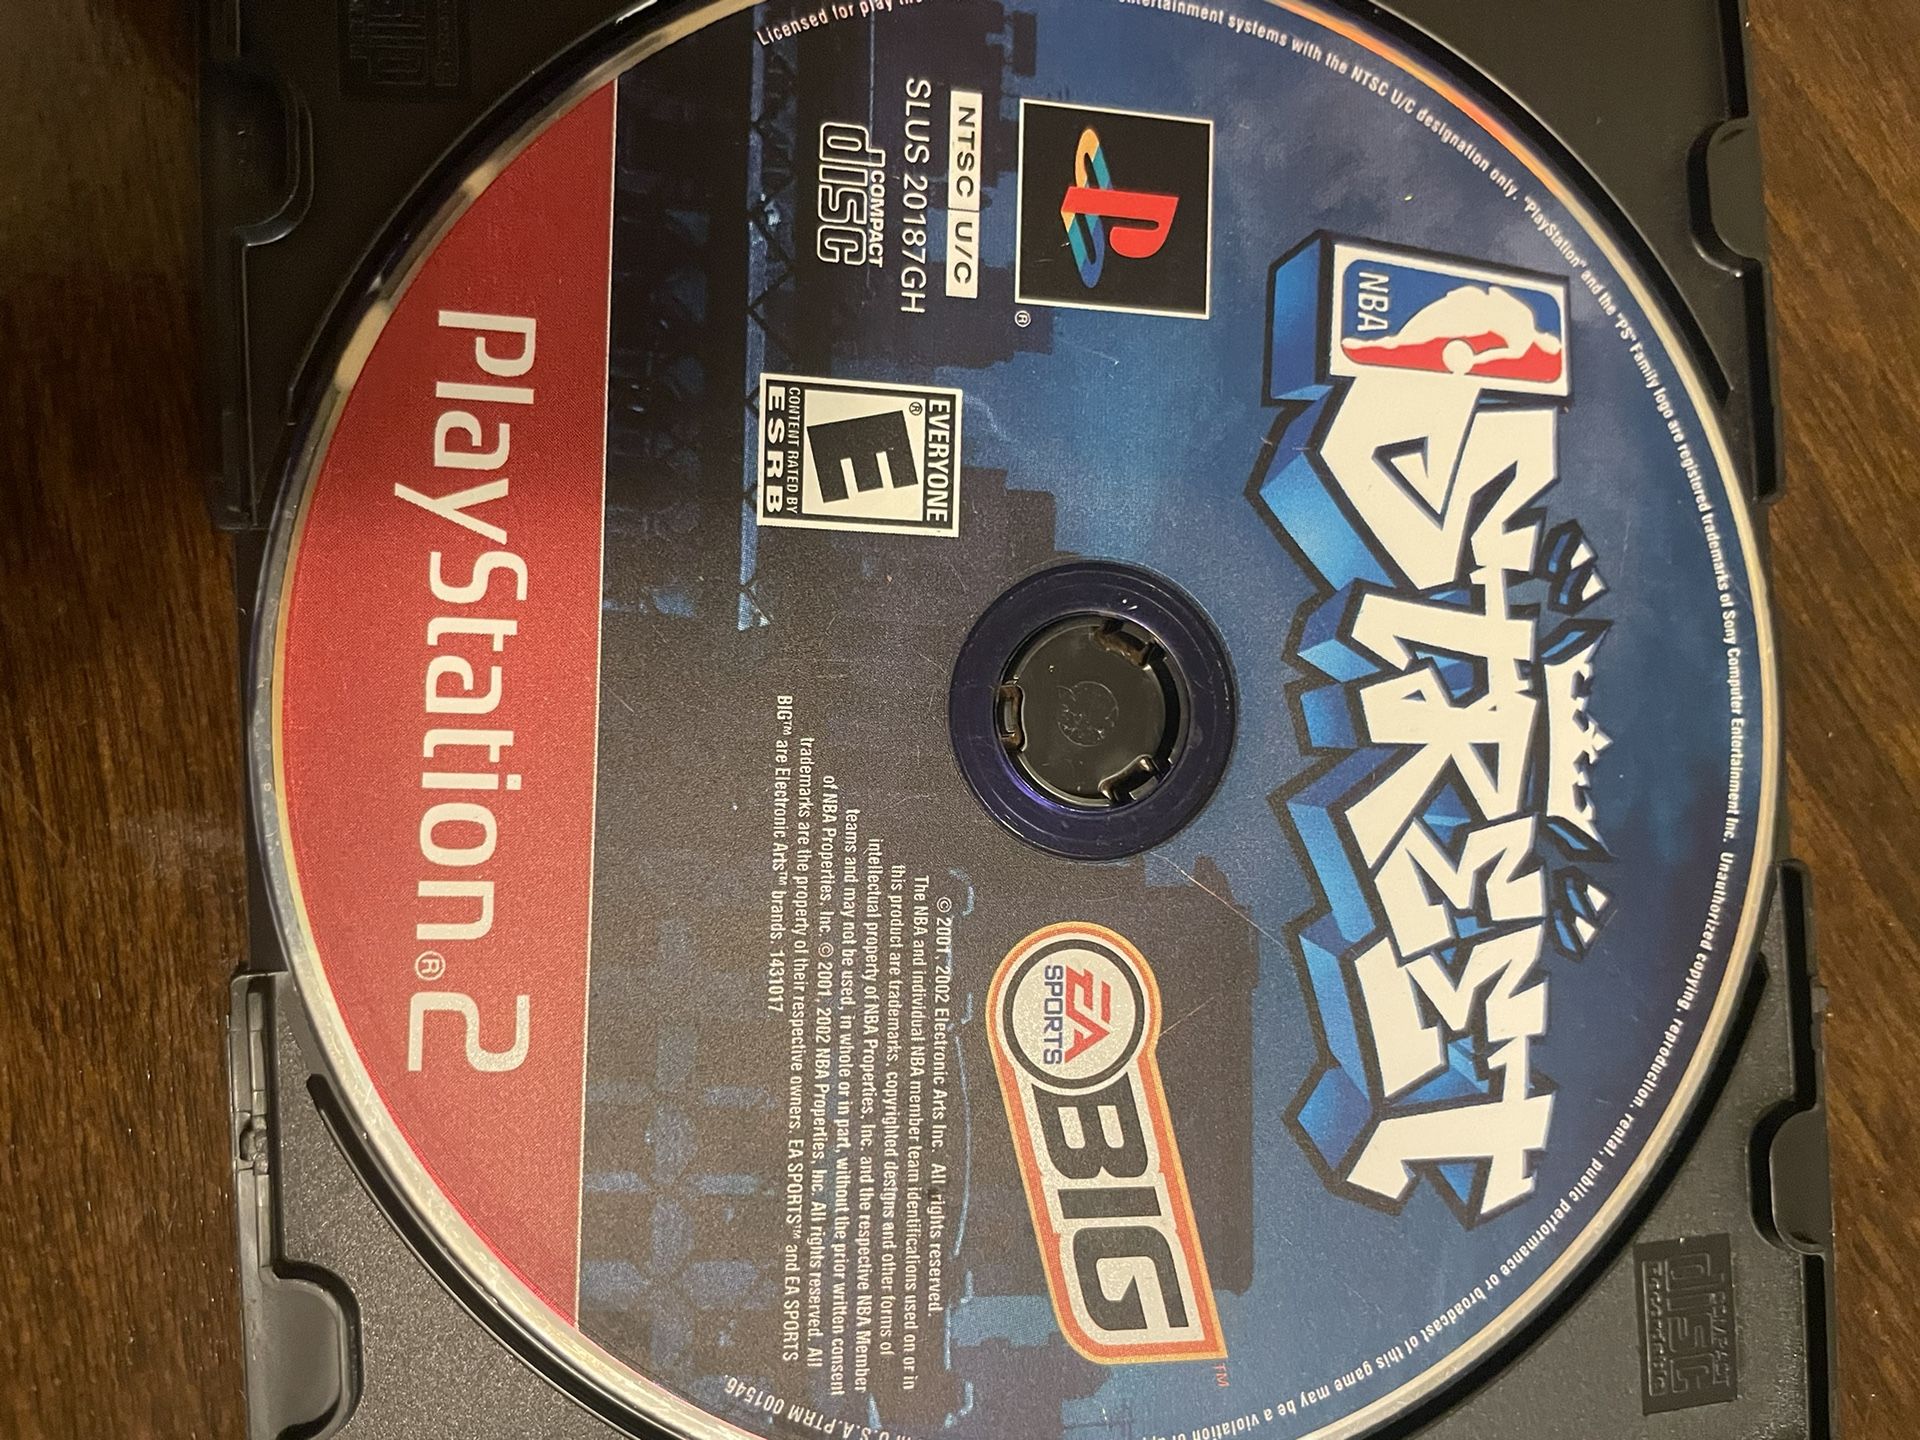 Licensed for play
entertainment systems with the NTSC U/C designation only. "PlayStation" and the "PS" Family logo are registered trademarks of Sony Computer Entertainment Inc. Unauthorized copying, reproduction, rental, public performance or broadcast of this game may be a violation of
NBA
STREET
NTSC U/C
SLUS 20187GH
COMPACT
disc
®
EVERYONE
E
®
CONTENT RATED BY
ESRB
EA
SPORTS
BIG
TM
© 2001, 2002 Electronic Arts Inc. All rights reserved.
The NBA and individual NBA member team identifications used on or in
this product are trademarks, copyrighted designs and other forms of
intellectual property of NBA Properties, Inc. and the respective NBA Member
teams and may not be used, in whole or in part, without the prior written consent
of NBA Properties, Inc. © 2001, 2002 NBA Properties, Inc. All rights reserved. All
trademarks are the property of their respective owners. EA SPORTS™ and EA SPORTS
BIG™ are Electronic Arts™ brands 1431017
PlayStation®2
U.S.A. PTRM 001546.
COMPACT
disc